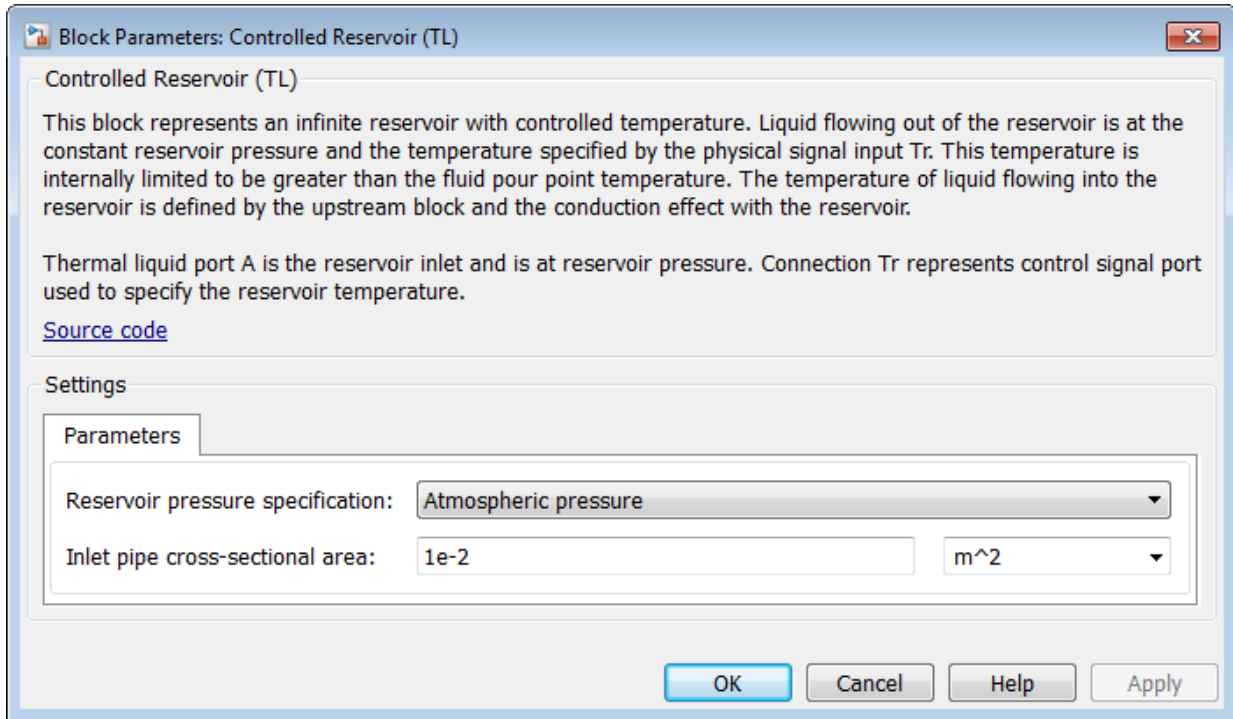 Block Parameters: Controlled Reservoir (TL)
Controlled Reservoir (TL)
This block represents an infinite reservoir with controlled temperature. Liquid flowing out of the reservoir is at the
constant reservoir pressure and the temperature specified by the physical signal input Tr. This temperature is
internally limited to be greater than the fluid pour point temperature. The temperature of liquid flowing into the
reservoir is defined by the upstream block and the conduction effect with the reservoir.
Thermal liquid port A is the reservoir inlet and is at reservoir pressure. Connection Tr represents control signal port
used to specify the reservoir temperature.
Source code
Settings
Parameters
Reservoir pressure specification: Atmospheric pressure
Inlet pipe cross-sectional area: 1e-2 m^2
OK Cancel Help Apply